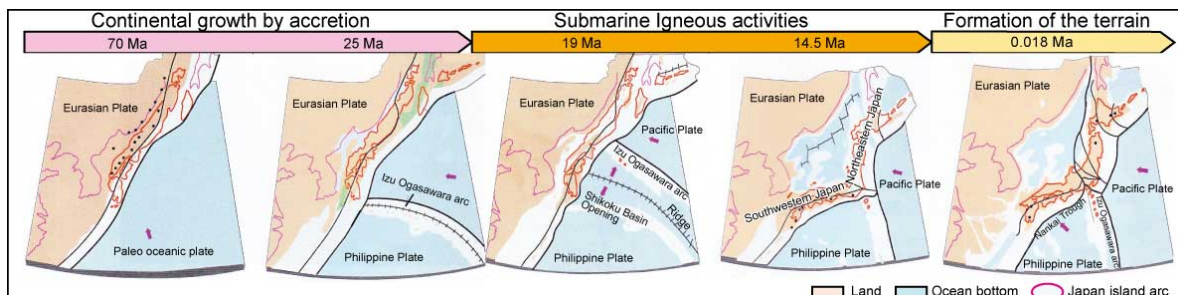 Continental growth by accretion
Submarine Igneous activities
Formation of the terrain
70 Ma
25 Ma
19 Ma
14.5 Ma
0.018 Ma
Eurasian Plate
Paleo oceanic plate
Eurasian Plate
Izu Ogasawara arc
Philippine Plate
Eurasian Plate
Pacific Plate
Izu Ogasawara arc
Ridge
Shikoku Basin
Opening
Philippine Plate
Eurasian Plate
Northeastern Japan
Southwestern Japan
Pacific Plate
Philippine Plate
Eurasian Plate
Pacific Plate
Nankai Trough
Izu Ogasawara arc
Philippine Plate
Land
Ocean bottom
Japan island arc